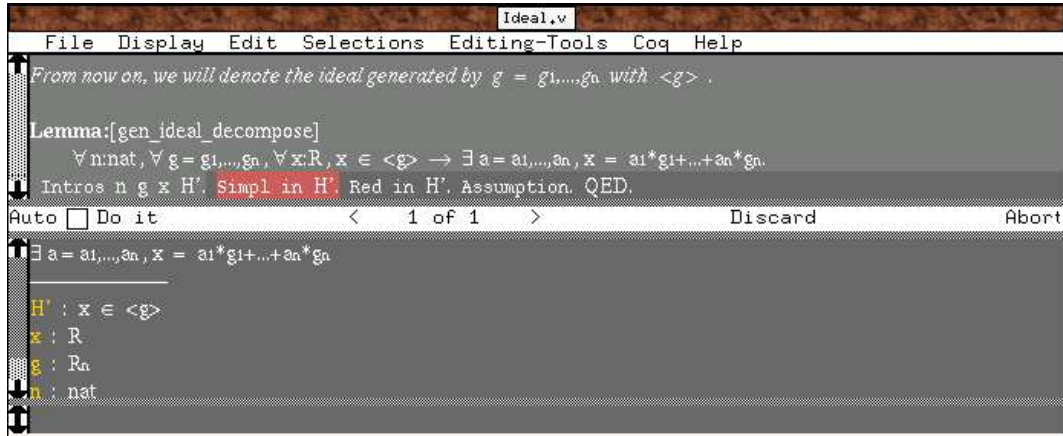 Ideal.v
File Display Edit Selections Editing-Tools Coq Help
From now on, we will denote the ideal generated by g = g1,...,gn with <g> .
Lemma:[gen_ideal_decompose]
∀ n:nat, ∀ g = g1,...,gn, ∀ x:R, x ∈ <g> → ∃ a = a1,...,an, x = a1*g1+...+an*gn.
Intros n g x H'. Simpl in H'. Red in H'. Assumption. QED.
Auto Do it < 1 of 1 > Discard Abort
∃ a = a1,...,an, x = a1*g1+...+an*gn
H' : x ∈ <g>
x : R
g : Rn
n : nat